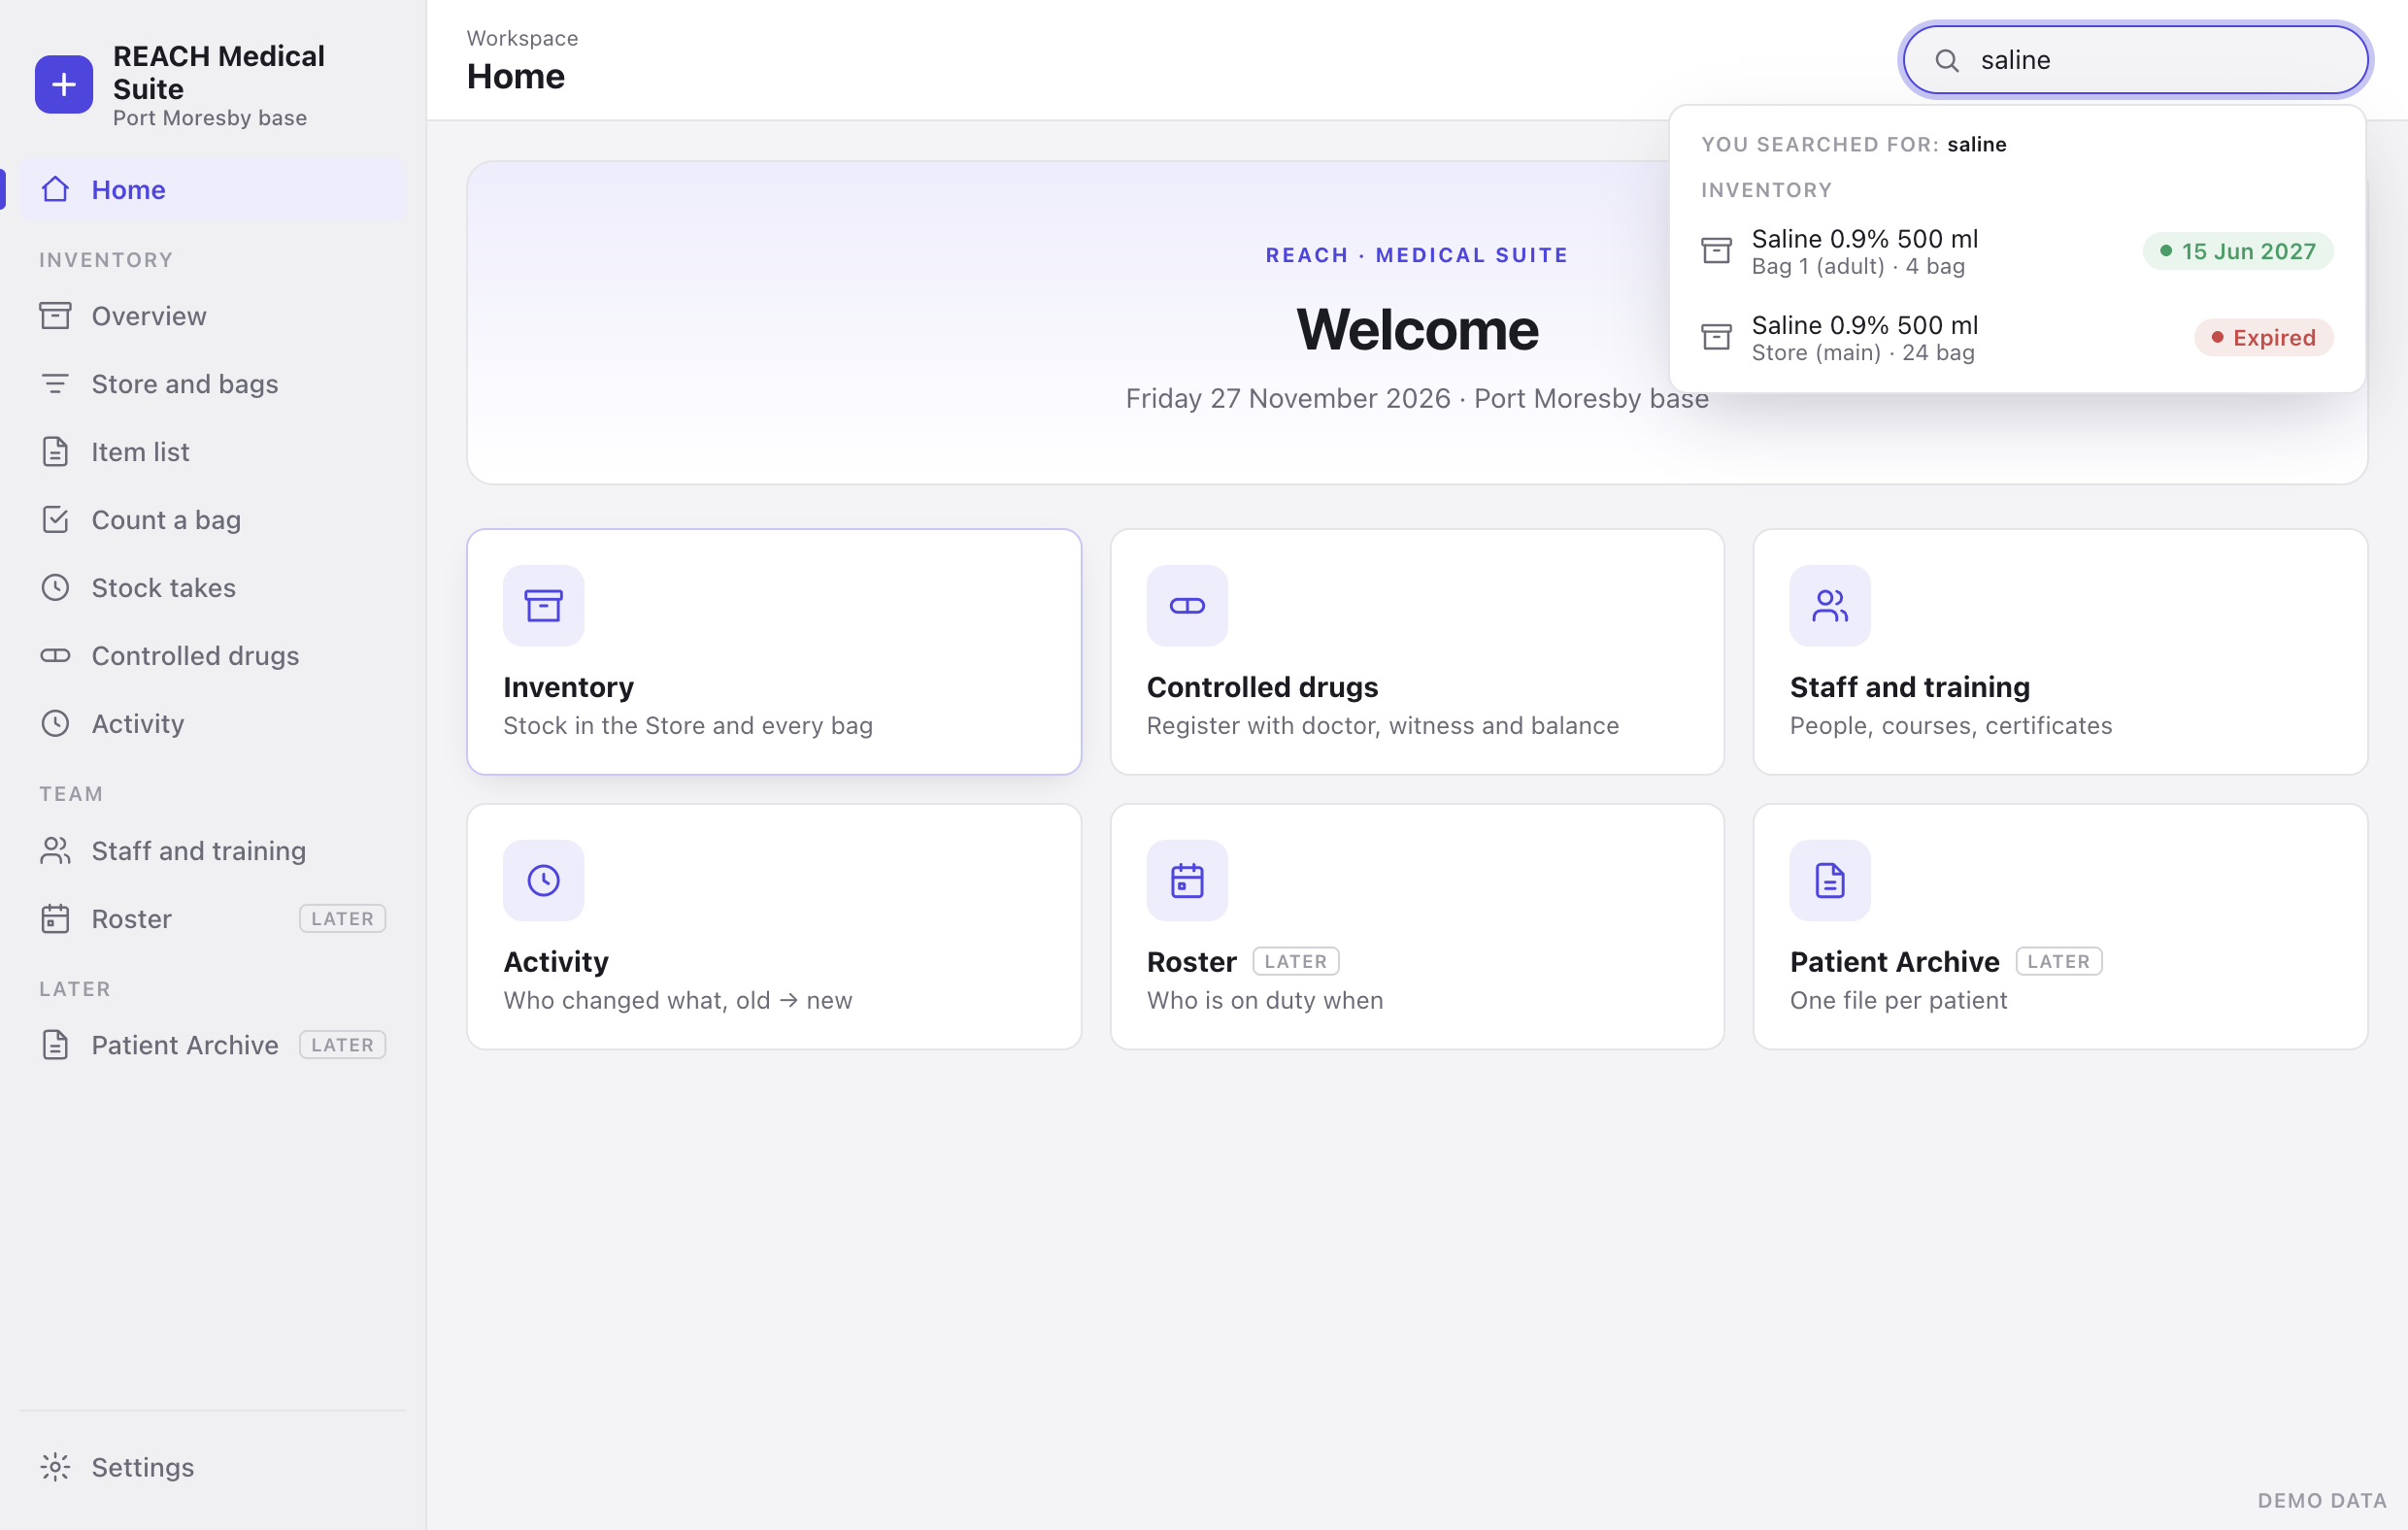 REACH Medical
Suite
Port Moresby base
Home
INVENTORY
Overview
Store and bags
Item list
Count a bag
Stock takes
Controlled drugs
Activity
TEAM
Staff and training
Roster LATER
LATER
Patient Archive LATER
Settings
Workspace
Home
saline
YOU SEARCHED FOR: saline
INVENTORY
Saline 0.9% 500 ml
Bag 1 (adult) · 4 bag
15 Jun 2027
Saline 0.9% 500 ml
Store (main) · 24 bag
Expired
REACH · MEDICAL SUITE
Welcome
Friday 27 November 2026 · Port Moresby base
Inventory
Stock in the Store and every bag
Controlled drugs
Register with doctor, witness and balance
Staff and training
People, courses, certificates
Activity
Who changed what, old → new
Roster LATER
Who is on duty when
Patient Archive LATER
One file per patient
DEMO DATA